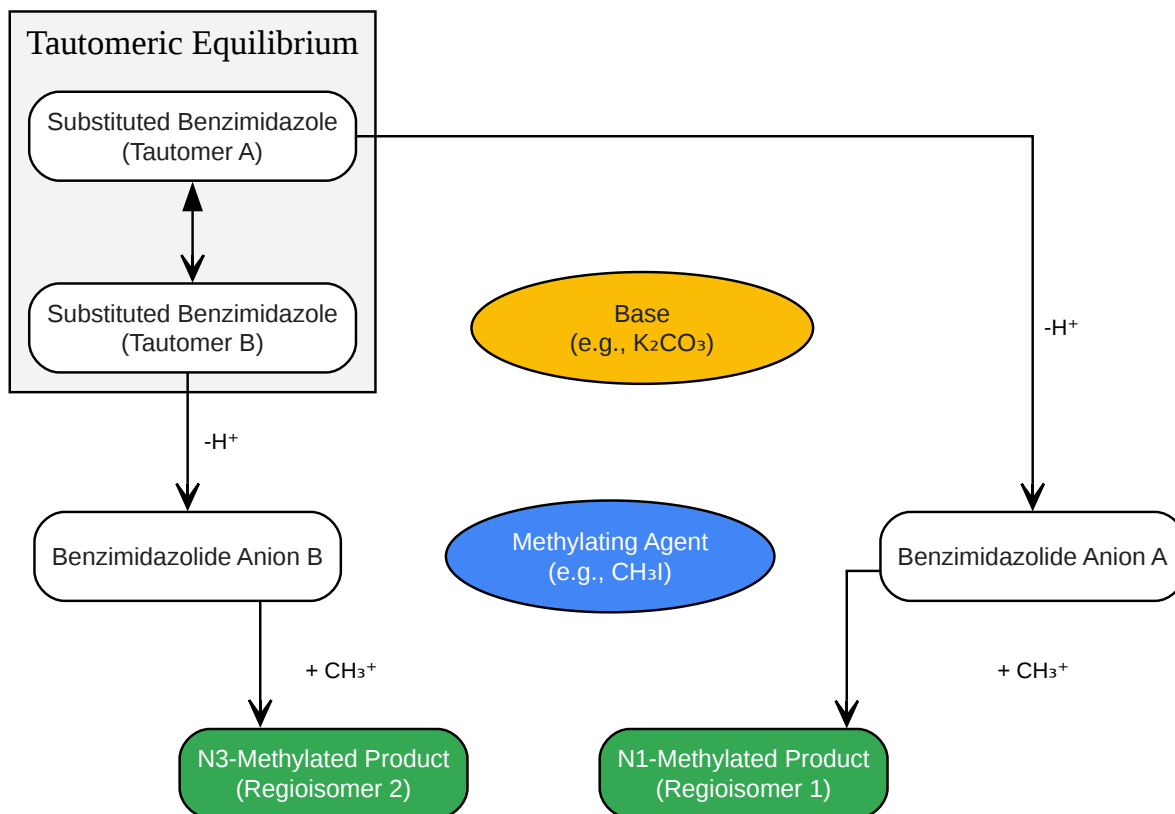 Tautomeric Equilibrium
Substituted Benzimidazole
(Tautomer A)
Substituted Benzimidazole
(Tautomer B)
Base
(e.g., K₂CO₃)
-H⁺
-H⁺
Benzimidazolide Anion B
Methylating Agent
(e.g., CH₃I)
Benzimidazolide Anion A
+ CH₃⁺
+ CH₃⁺
N3-Methylated Product
(Regioisomer 2)
N1-Methylated Product
(Regioisomer 1)